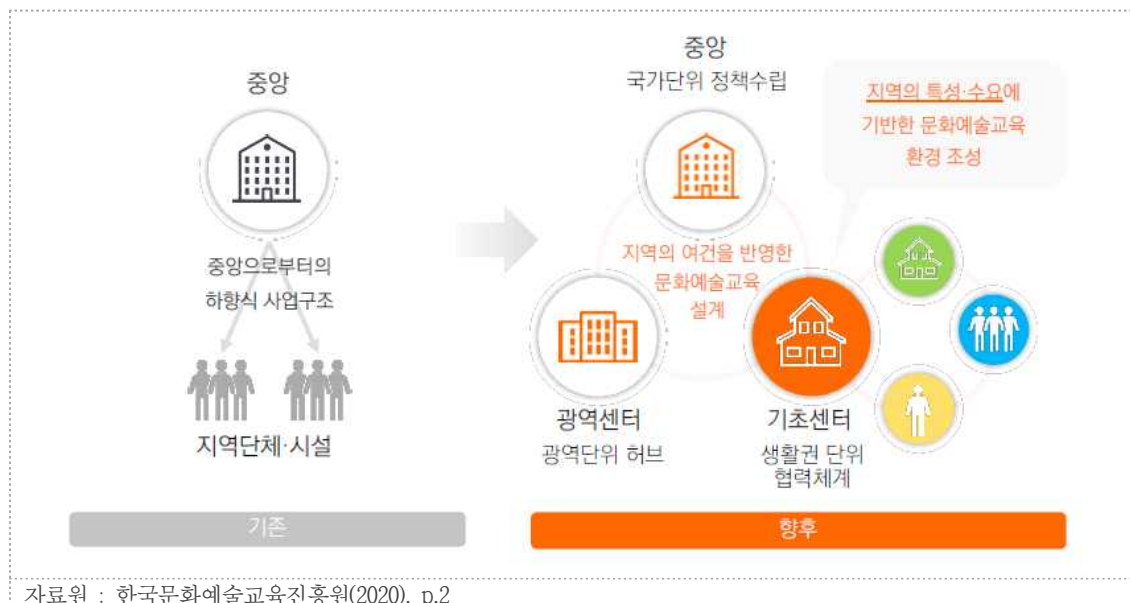 중앙
중앙으로부터의
하향식 사업구조
지역단체·시설
기존
중앙
국가단위 정책수립
지역의 특성·수요에
기반한 문화예술교육
환경 조성
지역의 여건을 반영한
문화예술교육
설계
광역센터
광역단위 허브
기초센터
생활권 단위
협력체계
향후
자료원 : 한국문화예술교육진흥원(2020). p.2